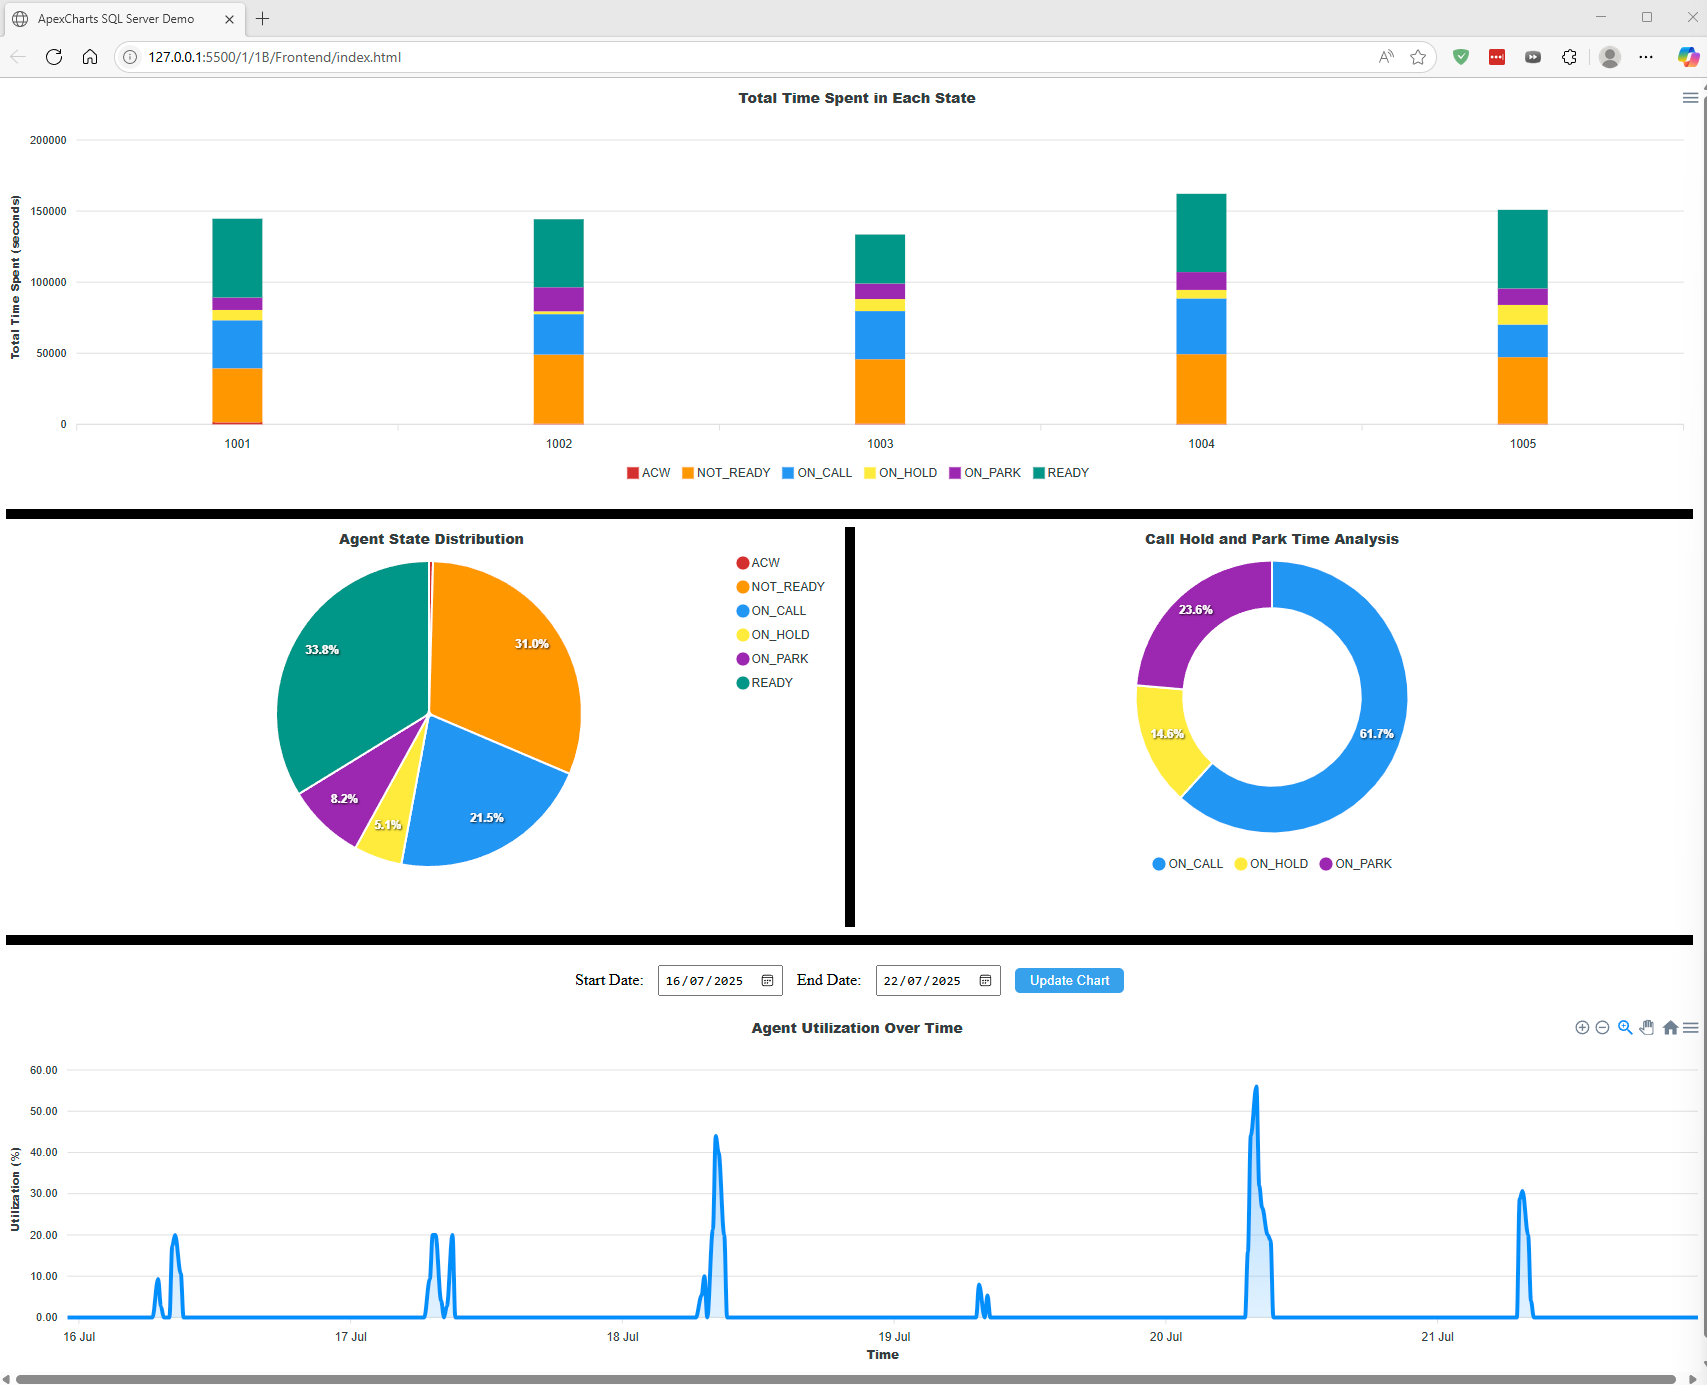 ApexCharts SQL Server Demo
127.0.0.1:5500/1/1B/Frontend/index.html
Total Time Spent in Each State
Total Time Spent (seconds)
200000
150000
100000
50000
0
1001 1002 1003 1004 1005
ACW NOT_READY ON_CALL ON_HOLD ON_PARK READY
Agent State Distribution
33.8%
31.0%
8.2%
5.1%
21.5%
ACW
NOT_READY
ON_CALL
ON_HOLD
ON_PARK
READY
Call Hold and Park Time Analysis
23.6%
14.6%
61.7%
ON_CALL ON_HOLD ON_PARK
Start Date: 16/07/2025 End Date: 22/07/2025 Update Chart
Agent Utilization Over Time
Utilization (%)
60.00
50.00
40.00
30.00
20.00
10.00
0.00
16 Jul 17 Jul 18 Jul 19 Jul 20 Jul 21 Jul
Time